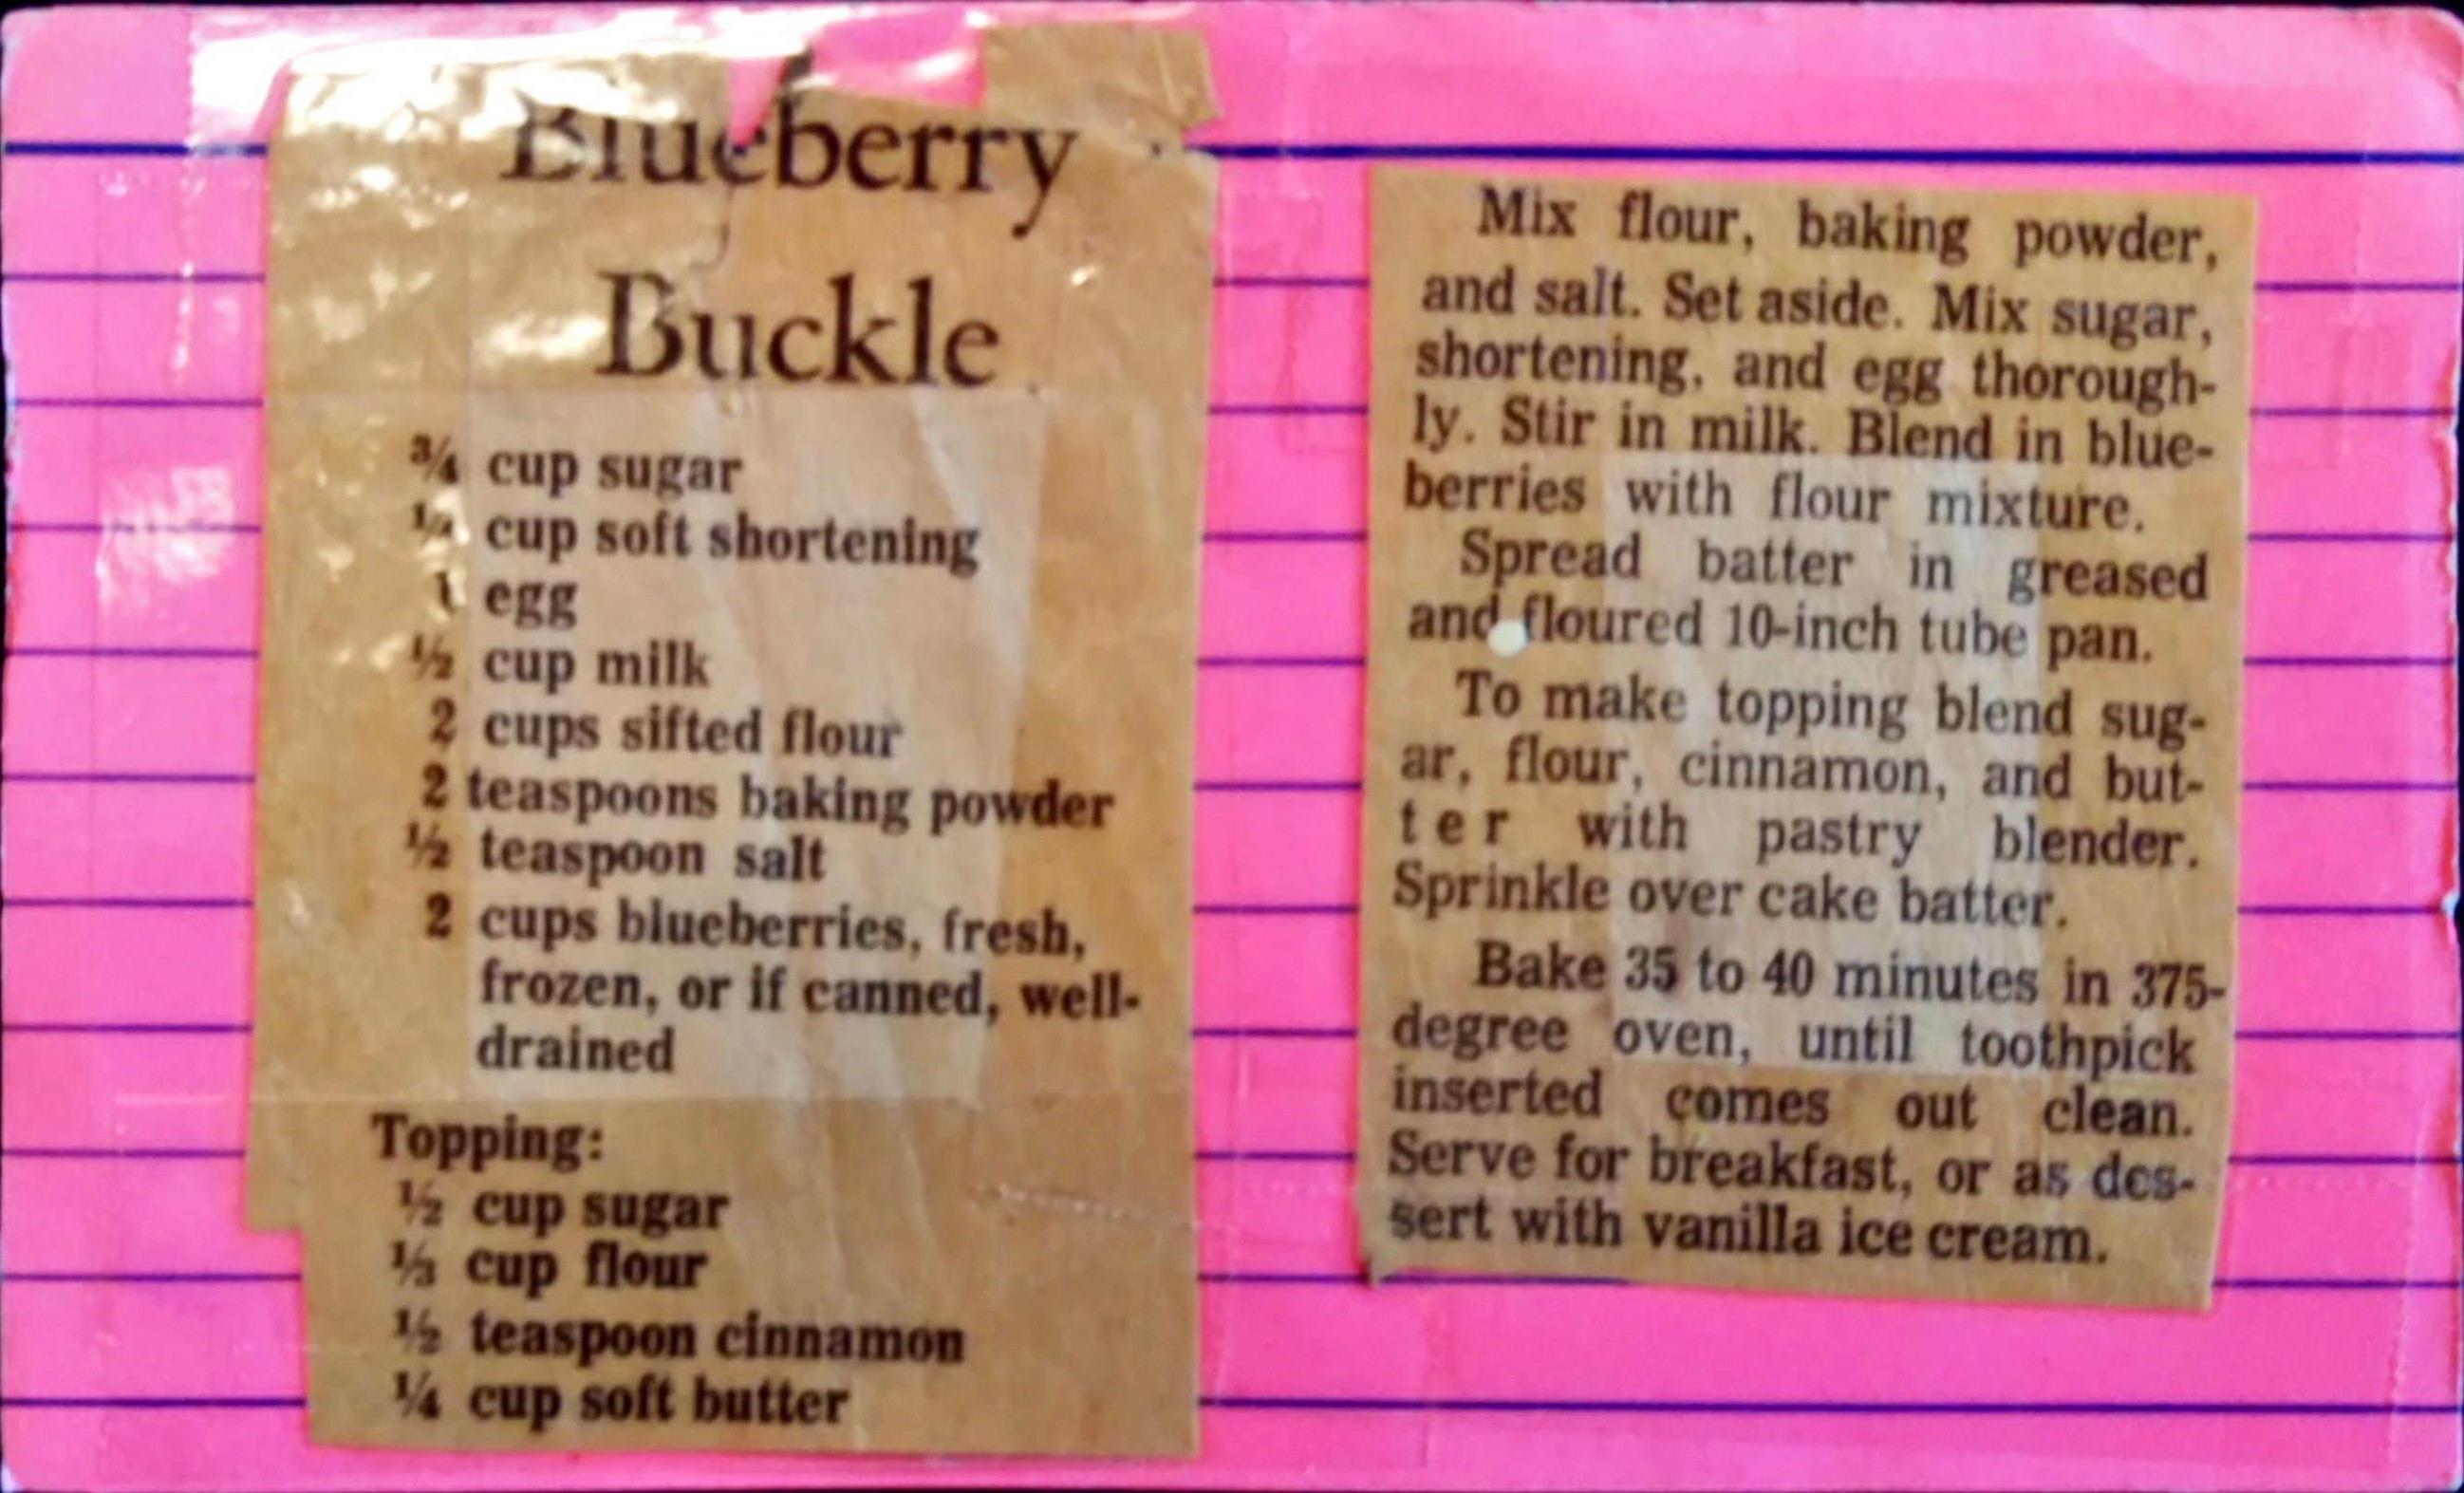 Blueberry
Buckle
¾ cup sugar
cup soft shortening
1 egg
½ cup milk
2 cups sifted flour
2 teaspoons baking powder
½ teaspoon salt
2 cups blueberries, fresh,
frozen, or if canned, well-
drained
Topping:
½ cup sugar
⅓ cup flour
½ teaspoon cinnamon
¼ cup soft butter
Mix flour, baking powder,
and salt. Set aside. Mix sugar,
shortening, and egg thorough-
ly. Stir in milk. Blend in blue-
berries with flour mixture.
Spread batter in greased
and floured 10-inch tube pan.
To make topping blend sug-
ar, flour, cinnamon, and but-
ter with pastry blender.
Sprinkle over cake batter.
Bake 35 to 40 minutes in 375-
degree oven, until toothpick
inserted comes out clean.
Serve for breakfast, or as des-
sert with vanilla ice cream.